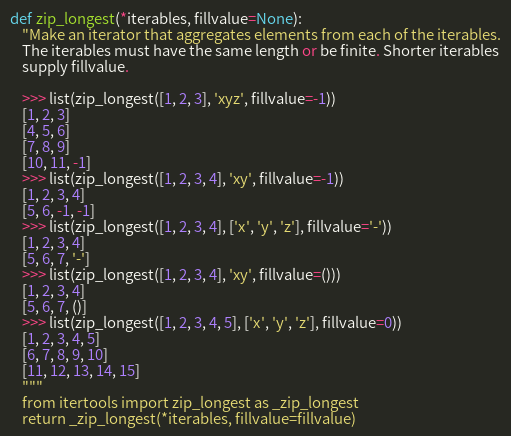 def zip_longest(*iterables, fillvalue=None):
"Make an iterator that aggregates elements from each of the iterables.
The iterables must have the same length or be finite. Shorter iterables
supply fillvalue.
>>> list(zip_longest([1, 2, 3], 'xyz', fillvalue=-1))
[1, 2, 3]
[4, 5, 6]
[7, 8, 9]
[10, 11, -1]
>>> list(zip_longest([1, 2, 3, 4], 'xy', fillvalue=-1))
[1, 2, 3, 4]
[5, 6, -1, -1]
>>> list(zip_longest([1, 2, 3, 4], ['x', 'y', 'z'], fillvalue='-'))
[1, 2, 3, 4]
[5, 6, 7, '-']
>>> list(zip_longest([1, 2, 3, 4], 'xy', fillvalue=()))
[1, 2, 3, 4]
[5, 6, 7, ()]
>>> list(zip_longest([1, 2, 3, 4, 5], ['x', 'y', 'z'], fillvalue=0))
[1, 2, 3, 4, 5]
[6, 7, 8, 9, 10]
[11, 12, 13, 14, 15]
"""
from itertools import zip_longest as _zip_longest
return _zip_longest(*iterables, fillvalue=fillvalue)